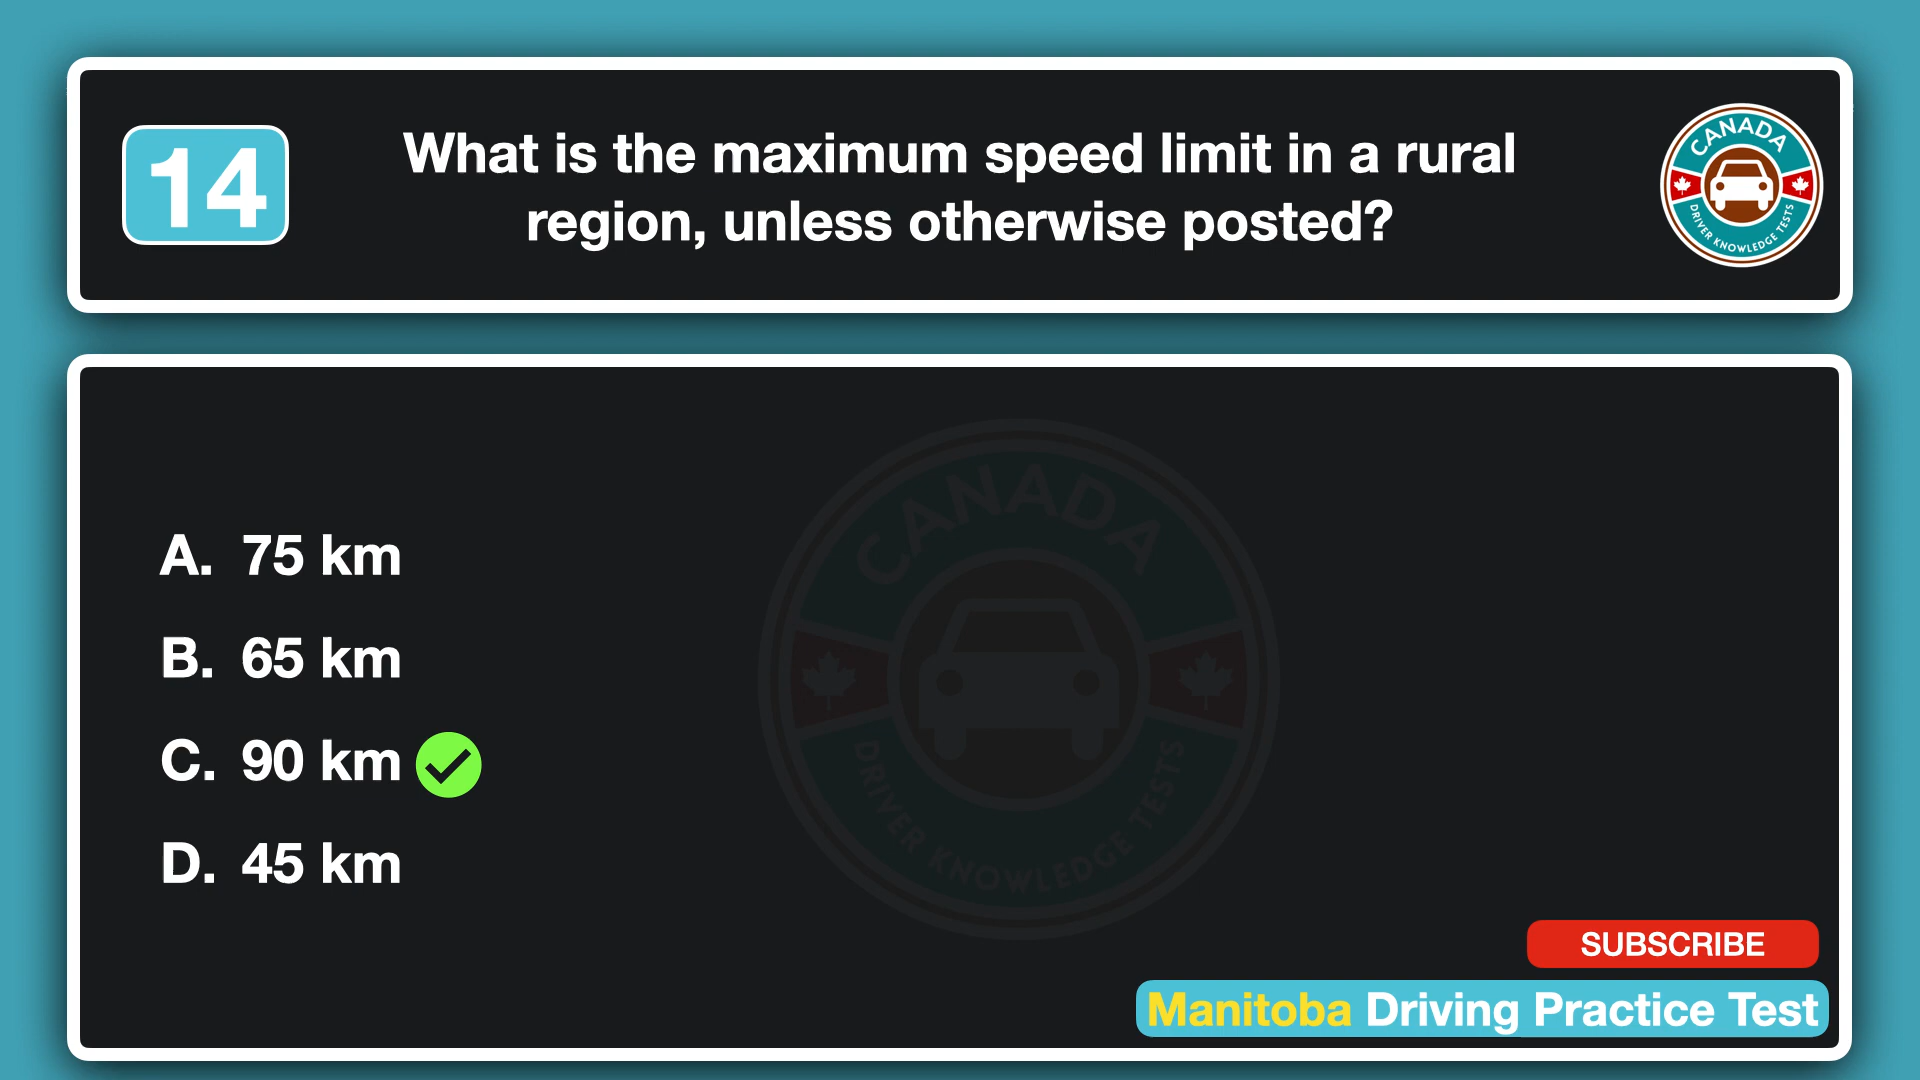 14
What is the maximum speed limit in a rural
region, unless otherwise posted?
CANADA
DRIVER KNOWLEDGE TESTS
CANADA
DRIVER KNOWLEDGE TESTS
A. 75 km
B. 65 km
C. 90 km
D. 45 km
SUBSCRIBE
Manitoba Driving Practice Test